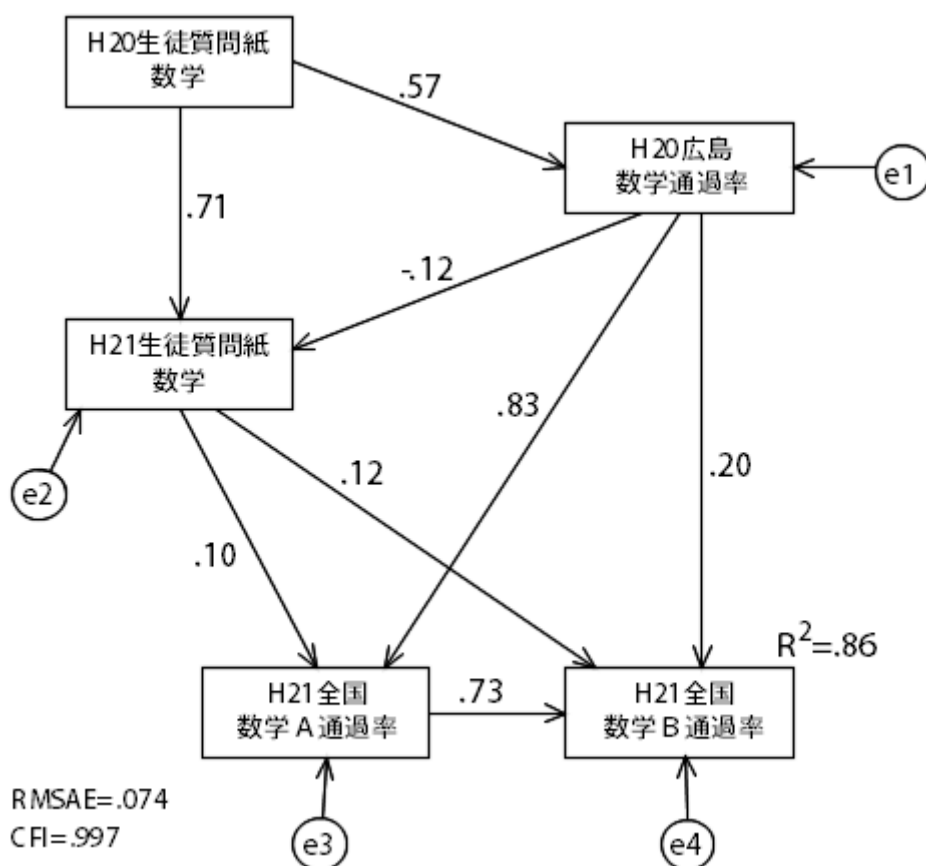 H20生徒質問紙
数学
.57
H20広島
数学通過率
e1
.71
-.12
H21生徒質問紙
数学
.83
e2
.12
.20
.10
R²=.86
H21全国
数学A通過率
.73
H21全国
数学B通過率
RMSAE=.074
CFI=.997
e3
e4